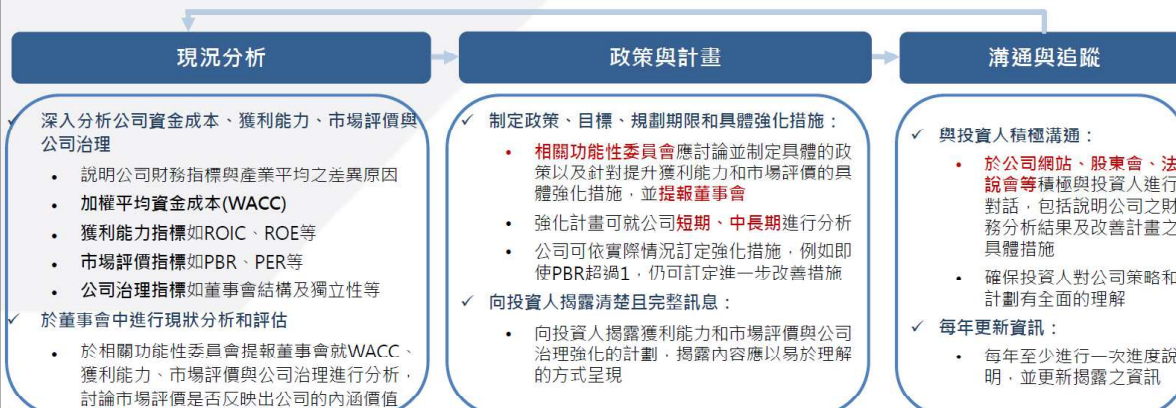 現況分析
✓ 深入分析公司資金成本、獲利能力、市場評價與
公司治理
• 說明公司財務指標與產業平均之差異原因
• 加權平均資金成本(WACC)
• 獲利能力指標如ROIC、ROE等
• 市場評價指標如PBR、PER等
• 公司治理指標如董事會結構及獨立性等
✓ 於董事會中進行現狀分析和評估
• 於相關功能性委員會提報董事會就WACC、
獲利能力、市場評價與公司治理進行分析，
討論市場評價是否反映出公司的內涵價值
政策與計畫
✓ 制定政策、目標、規劃期限和具體強化措施：
• 相關功能性委員會應討論並制定具體的政
策以及針對提升獲利能力和市場評價的具
體強化措施，並提報董事會
• 強化計畫可就公司短期、中長期進行分析
• 公司可依實際情況訂定強化措施，例如即
使PBR超過1，仍可訂定進一步改善措施
✓ 向投資人揭露清楚且完整訊息：
• 向投資人揭露獲利能力和市場評價與公司
治理強化的計劃，揭露內容應以易於理解
的方式呈現
溝通與追蹤
✓ 與投資人積極溝通：
• 於公司網站、股東會、法
說會等積極與投資人進行
對話，包括說明公司之財
務分析結果及改善計畫之
具體措施
• 確保投資人對公司策略和
計劃有全面的理解
✓ 每年更新資訊：
• 每年至少進行一次進度說
明，並更新揭露之資訊